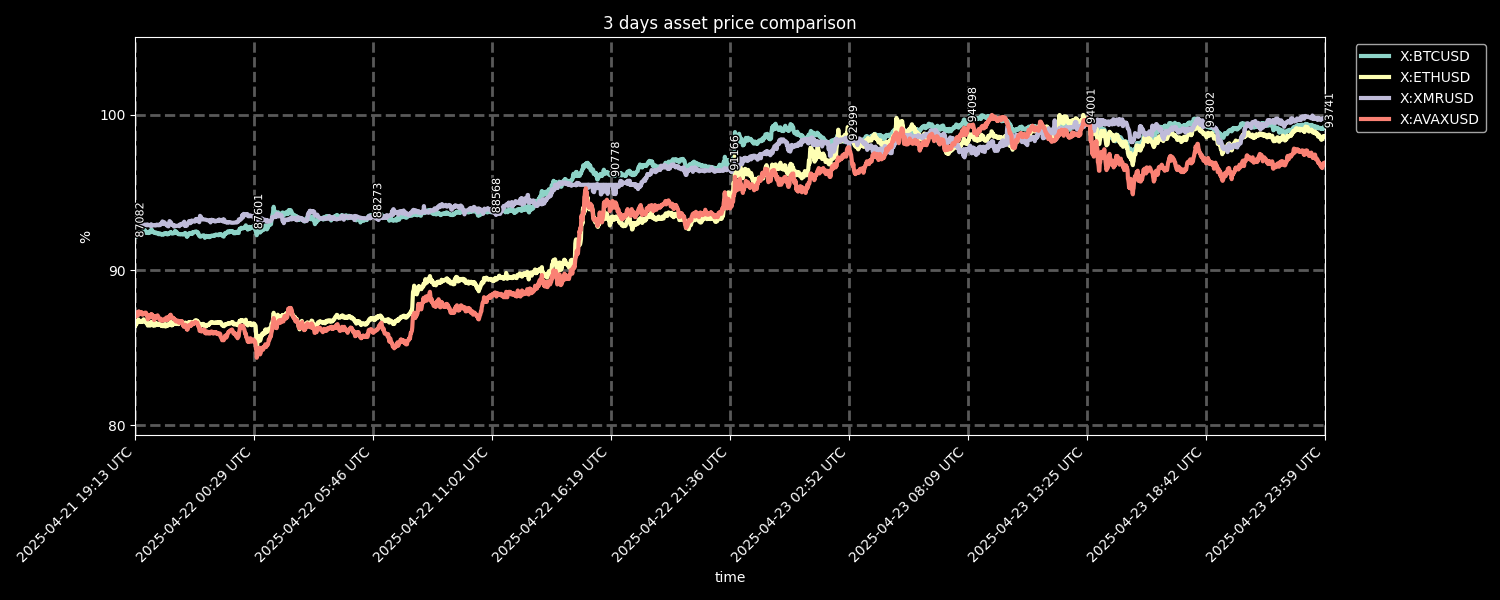 3 days asset price comparison
X:BTCUSD
X:ETHUSD
X:XMRUSD
X:AVAXUSD
100
90
80
%
87082
87601
88273
88568
90778
91166
92999
94098
94001
93802
93741
2025-04-21 19:13 UTC
2025-04-22 00:29 UTC
2025-04-22 05:46 UTC
2025-04-22 11:02 UTC
2025-04-22 16:19 UTC
2025-04-22 21:36 UTC
2025-04-23 02:52 UTC
2025-04-23 08:09 UTC
2025-04-23 13:25 UTC
2025-04-23 18:42 UTC
2025-04-23 23:59 UTC
time